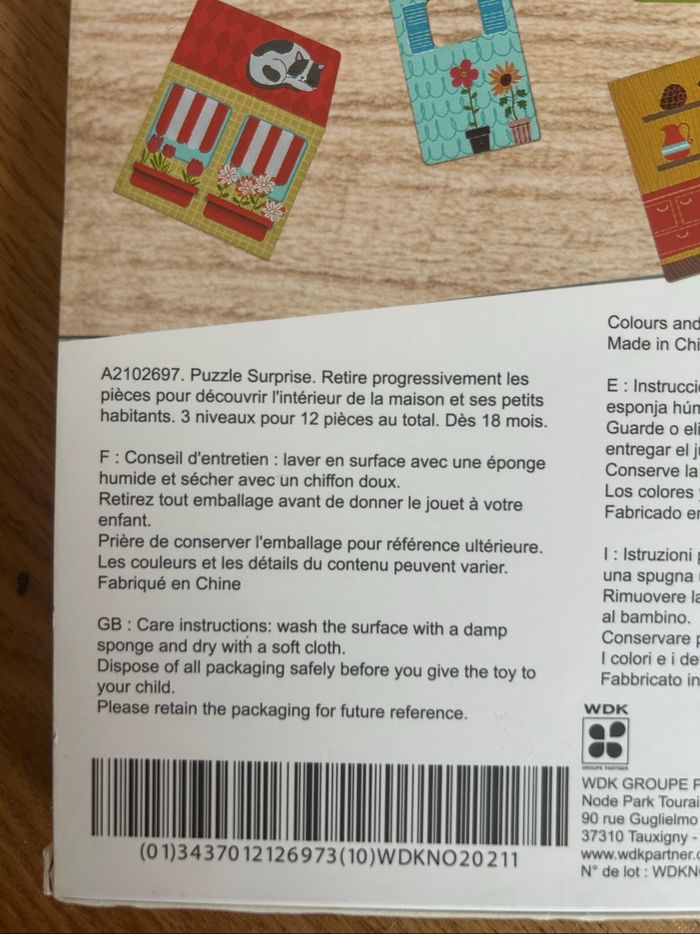 A2102697. Puzzle Surprise. Retire progressivement les
pièces pour découvrir l'intérieur de la maison et ses petits
habitants. 3 niveaux pour 12 pièces au total. Dès 18 mois.
F : Conseil d'entretien : laver en surface avec une éponge
humide et sécher avec un chiffon doux.
Retirez tout emballage avant de donner le jouet à votre
enfant.
Prière de conserver l'emballage pour référence ultérieure.
Les couleurs et les détails du contenu peuvent varier.
Fabriqué en Chine
GB : Care instructions: wash the surface with a damp
sponge and dry with a soft cloth.
Dispose of all packaging safely before you give the toy to
your child.
Please retain the packaging for future reference.
(01)3437012126973(10)WDKNO20211
Colours and
Made in Chi
E : Instrucci
esponja húm
Guarde o eli
entregar el j
Conserve la
Los colores
Fabricado e
I : Istruzioni
una spugna
Rimuovere la
al bambino.
Conservare
I colori e i de
Fabbricato in
WDK
GROUPE PARTNER
WDK GROUPE P
Node Park Tourai
90 rue Guglielmo
37310 Tauxigny -
www.wdkpartner.c
N° de lot : WDKN